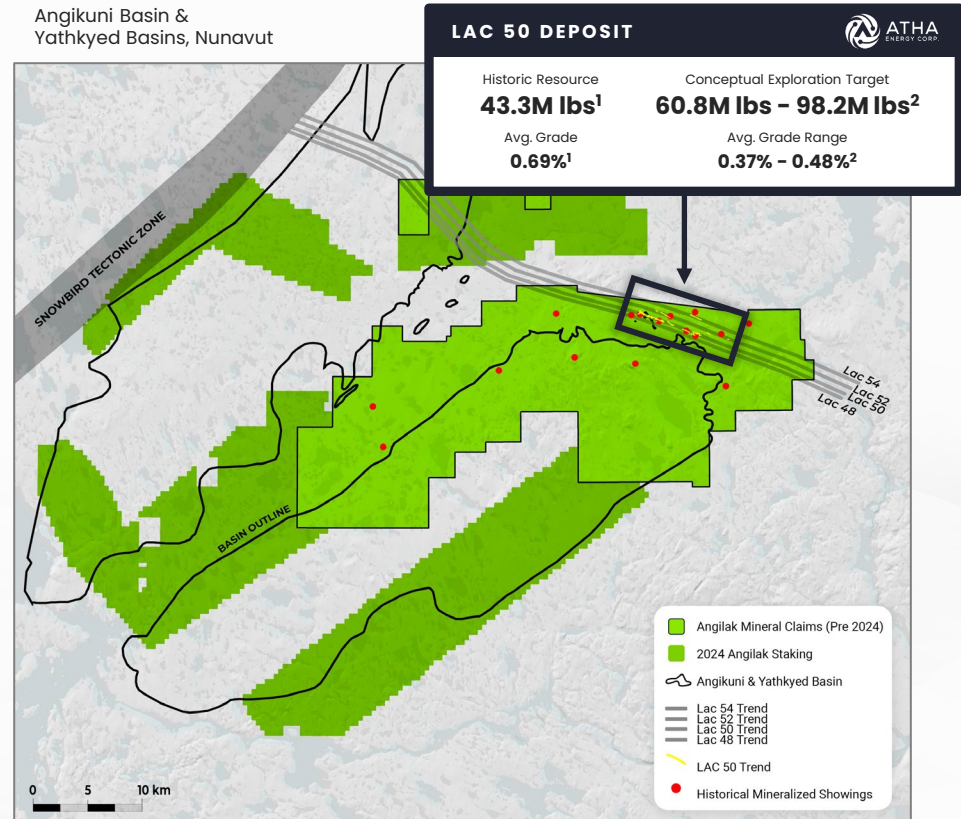 Angikuni Basin &
Yathkyed Basins, Nunavut
LAC 50 DEPOSIT
ATHA
ENERGY CORP.
Historic Resource
43.3M lbs¹
Avg. Grade
0.69%¹
Conceptual Exploration Target
60.8M lbs - 98.2M lbs²
Avg. Grade Range
0.37% - 0.48%²
SNOWBIRD TECTONIC ZONE
Lac 54
Lac 52
Lac 50
Lac 48
BASIN OUTLINE
Angilak Mineral Claims (Pre 2024)
2024 Angilak Staking
Angikuni & Yathkyed Basin
Lac 54 Trend
Lac 52 Trend
Lac 50 Trend
Lac 48 Trend
LAC 50 Trend
Historical Mineralized Showings
0 5 10 km